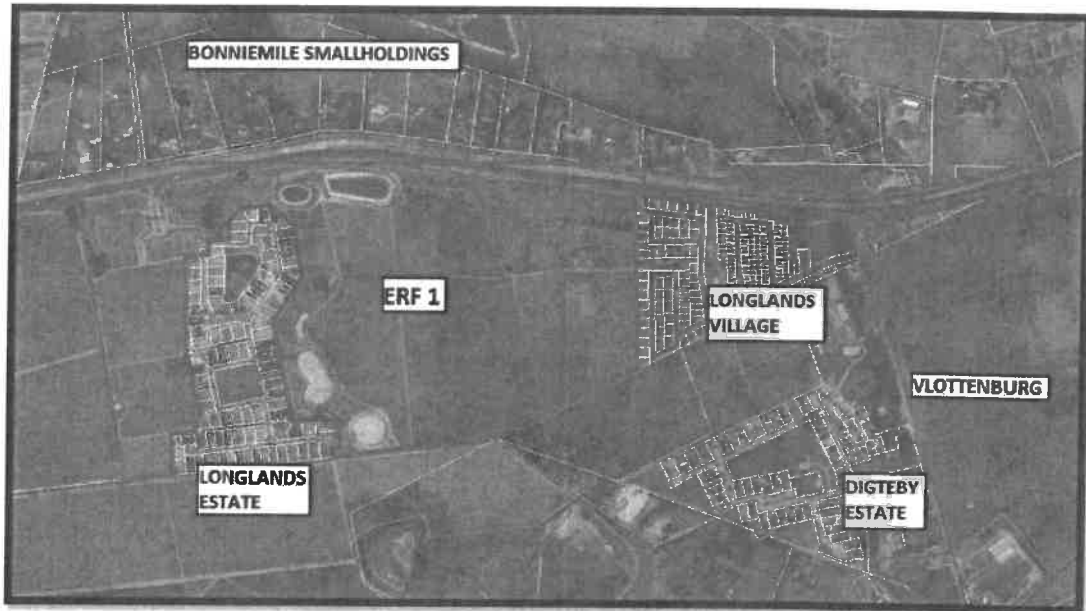 BONNIEMILE SMALLHOLDINGS
ERF 1
LONGLANDS
VILLAGE
VLOTTENBURG
LONGLANDS
ESTATE
DIGTEBY
ESTATE